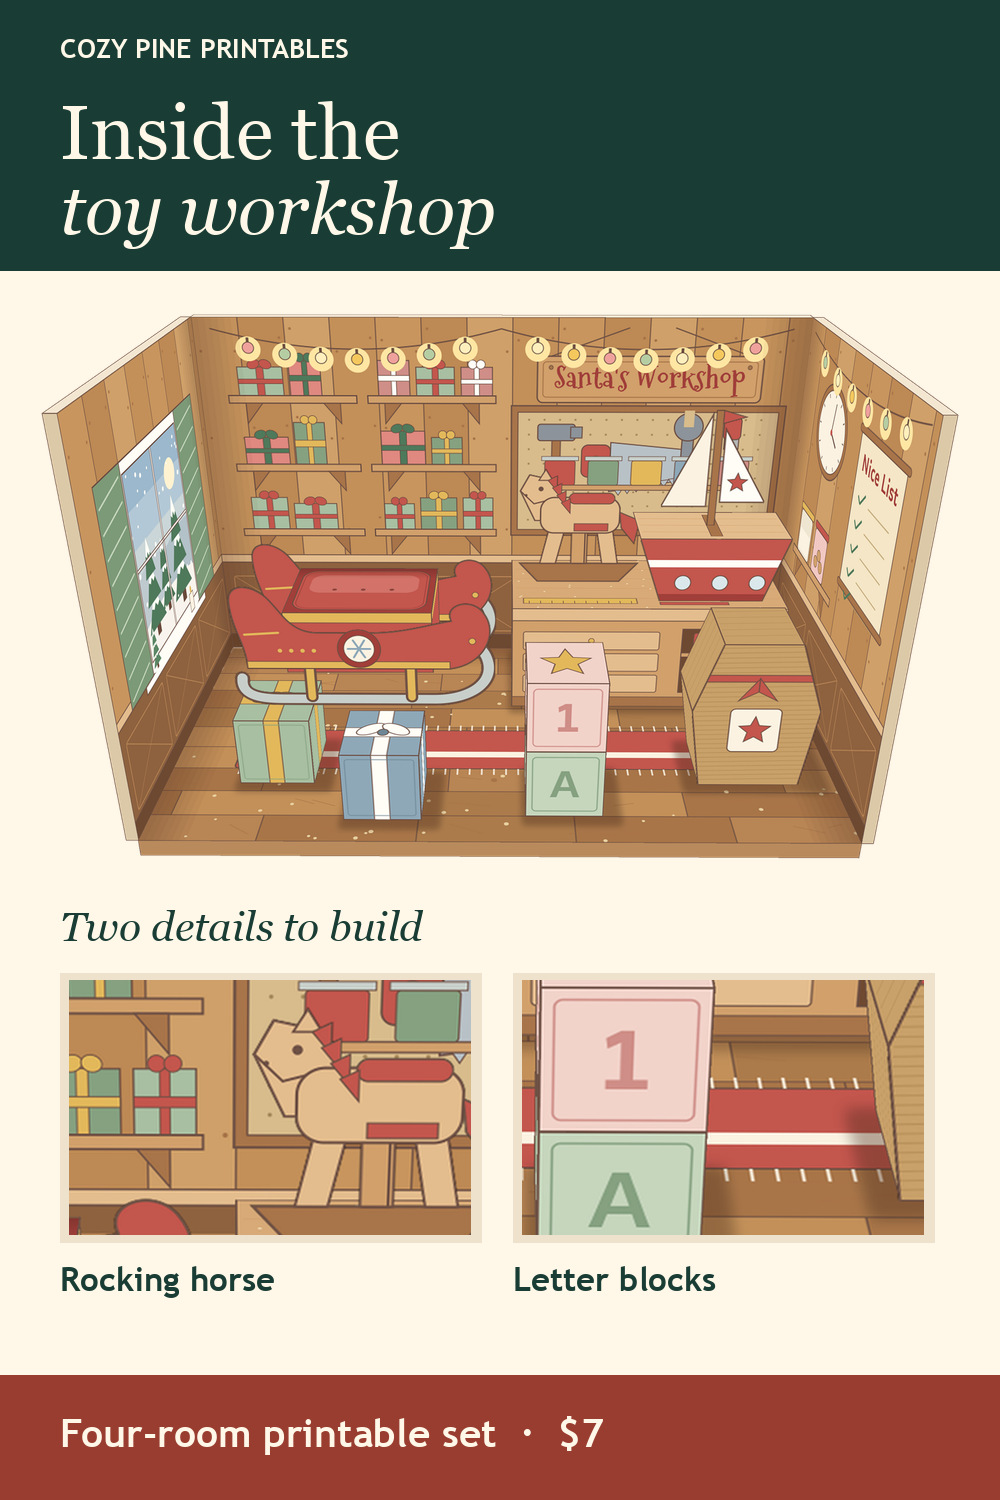 COZY PINE PRINTABLES
Inside the
toy workshop
Santa's Workshop
Nice List
1
A
Two details to build
1
A
Rocking horse
Letter blocks
Four-room printable set · $7